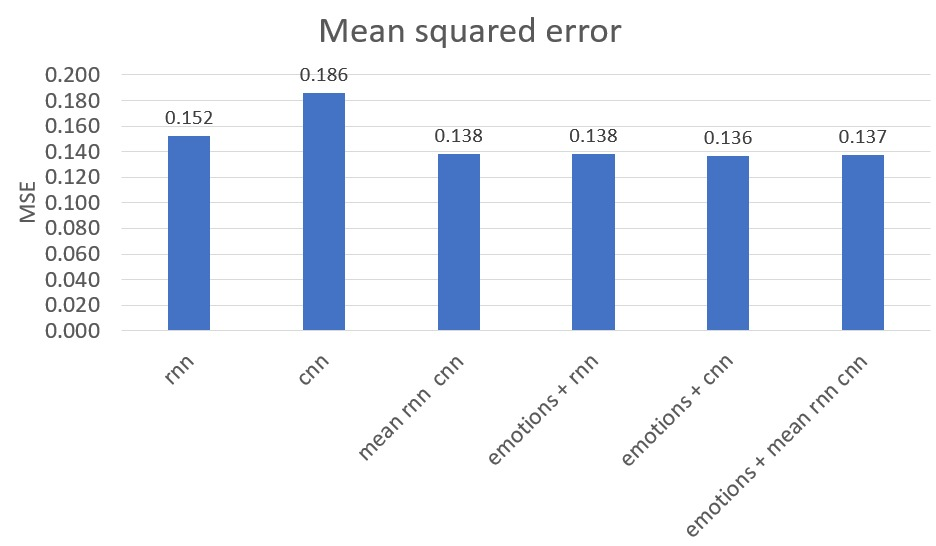 Mean squared error
MSE
0.200
0.180
0.160
0.140
0.120
0.100
0.080
0.060
0.040
0.020
0.000
0.152
0.186
0.138
0.138
0.136
0.137
rnn
cnn
mean rnn  cnn
emotions + rnn
emotions + cnn
emotions + mean rnn cnn